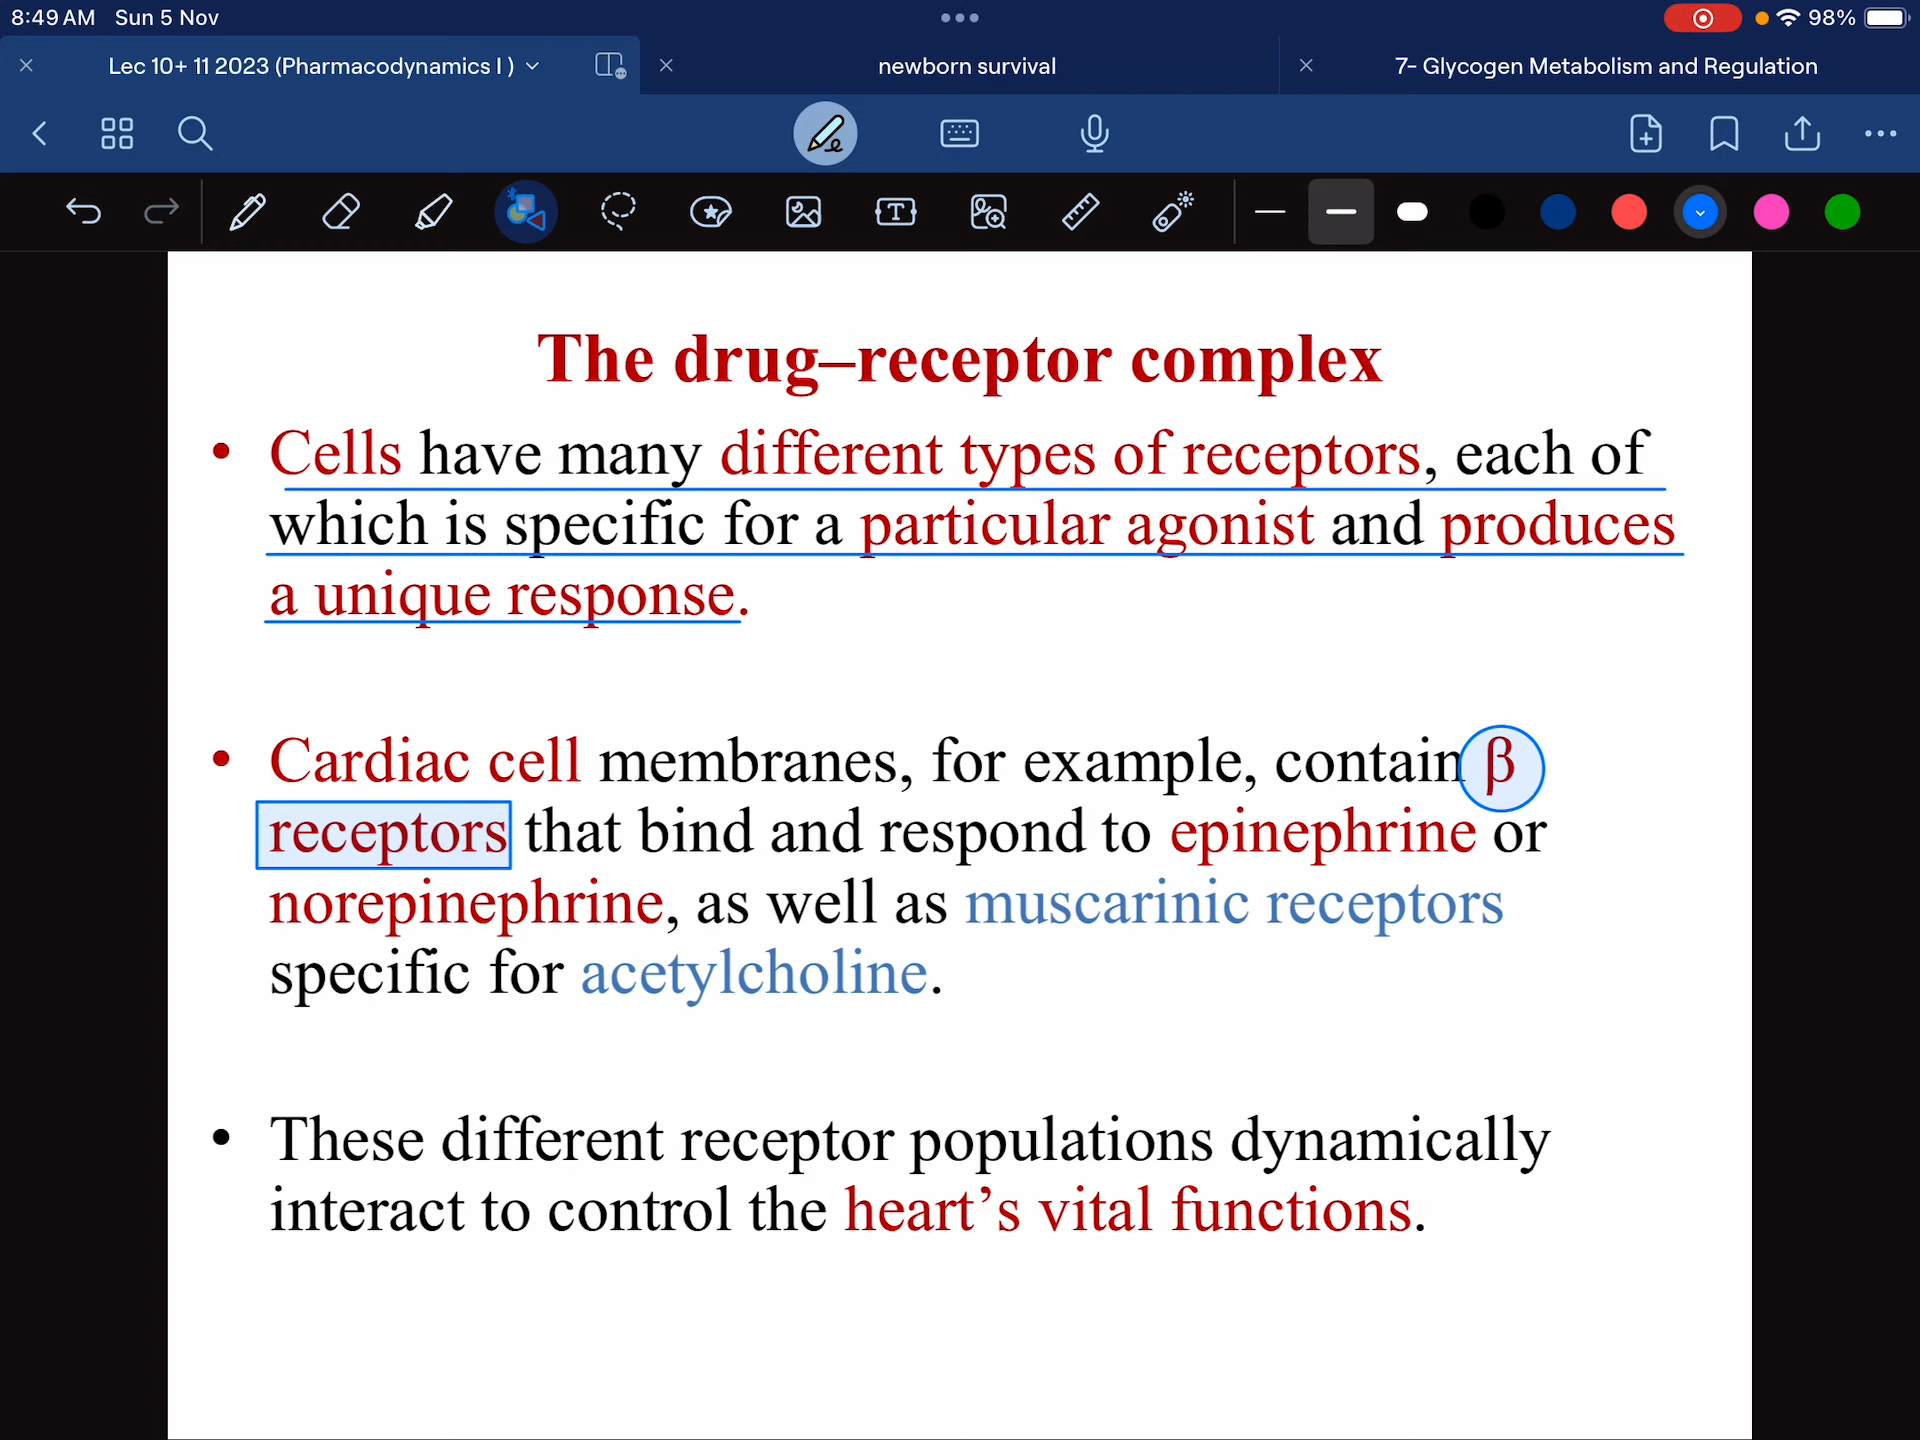 8:49 AM Sun 5 Nov
98%
Lec 10+ 11 2023 (Pharmacodynamics I )
newborn survival
7- Glycogen Metabolism and Regulation
The drug–receptor complex
• Cells have many different types of receptors, each of
which is specific for a particular agonist and produces
a unique response.
• Cardiac cell membranes, for example, contain β
receptors that bind and respond to epinephrine or
norepinephrine, as well as muscarinic receptors
specific for acetylcholine.
• These different receptor populations dynamically
interact to control the heart’s vital functions.